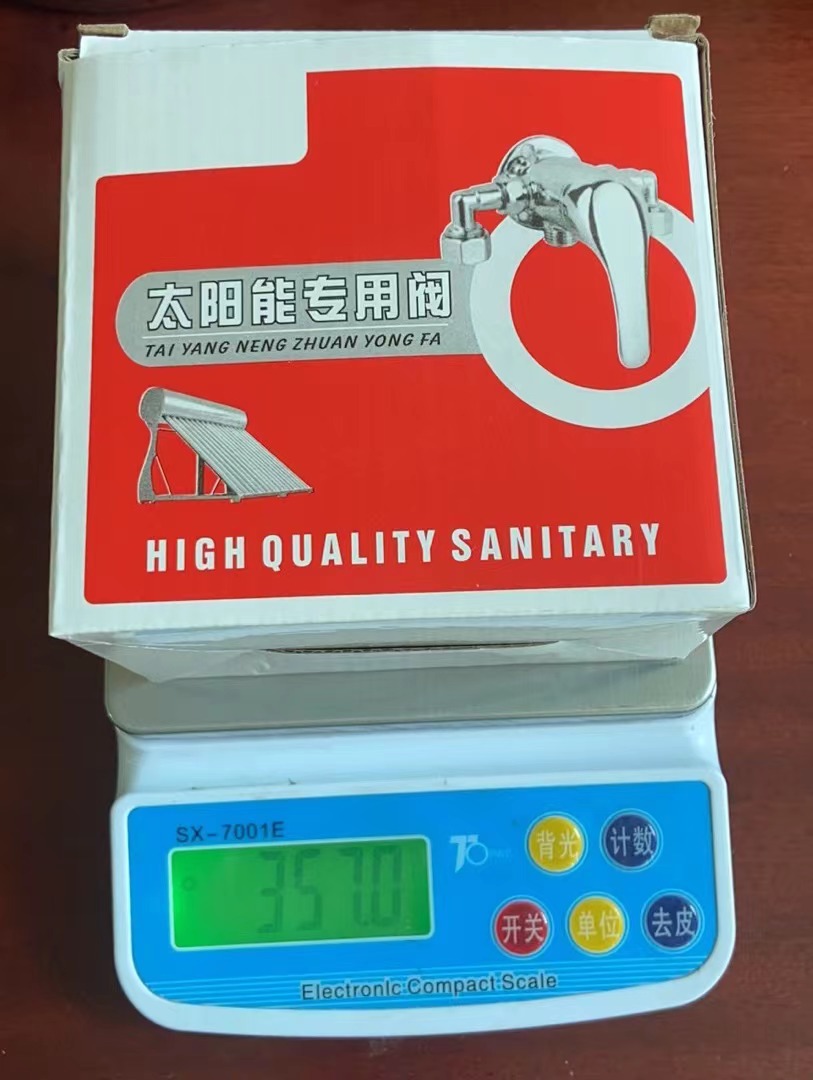 太阳能专用阀
TAI YANG NENG ZHUAN YONG FA
HIGH QUALITY SANITARY
SX-7001E
357.0
背光
计数
开关
单位
去皮
Electronic Compact Scale